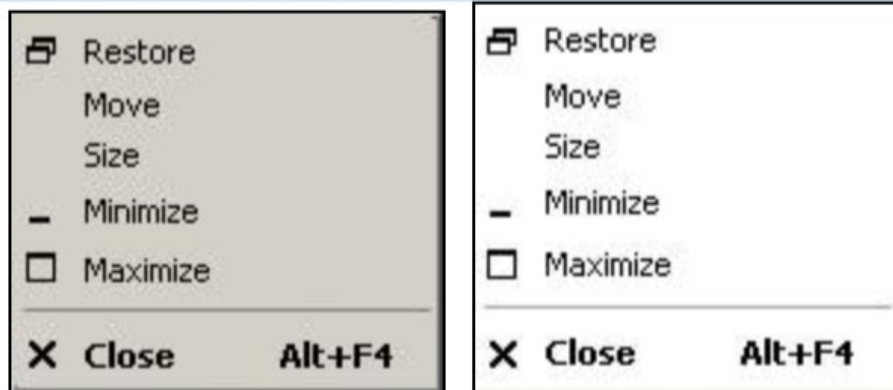 Restore
Move
Size
Minimize
Maximize
Close Alt+F4
Restore
Move
Size
Minimize
Maximize
Close Alt+F4